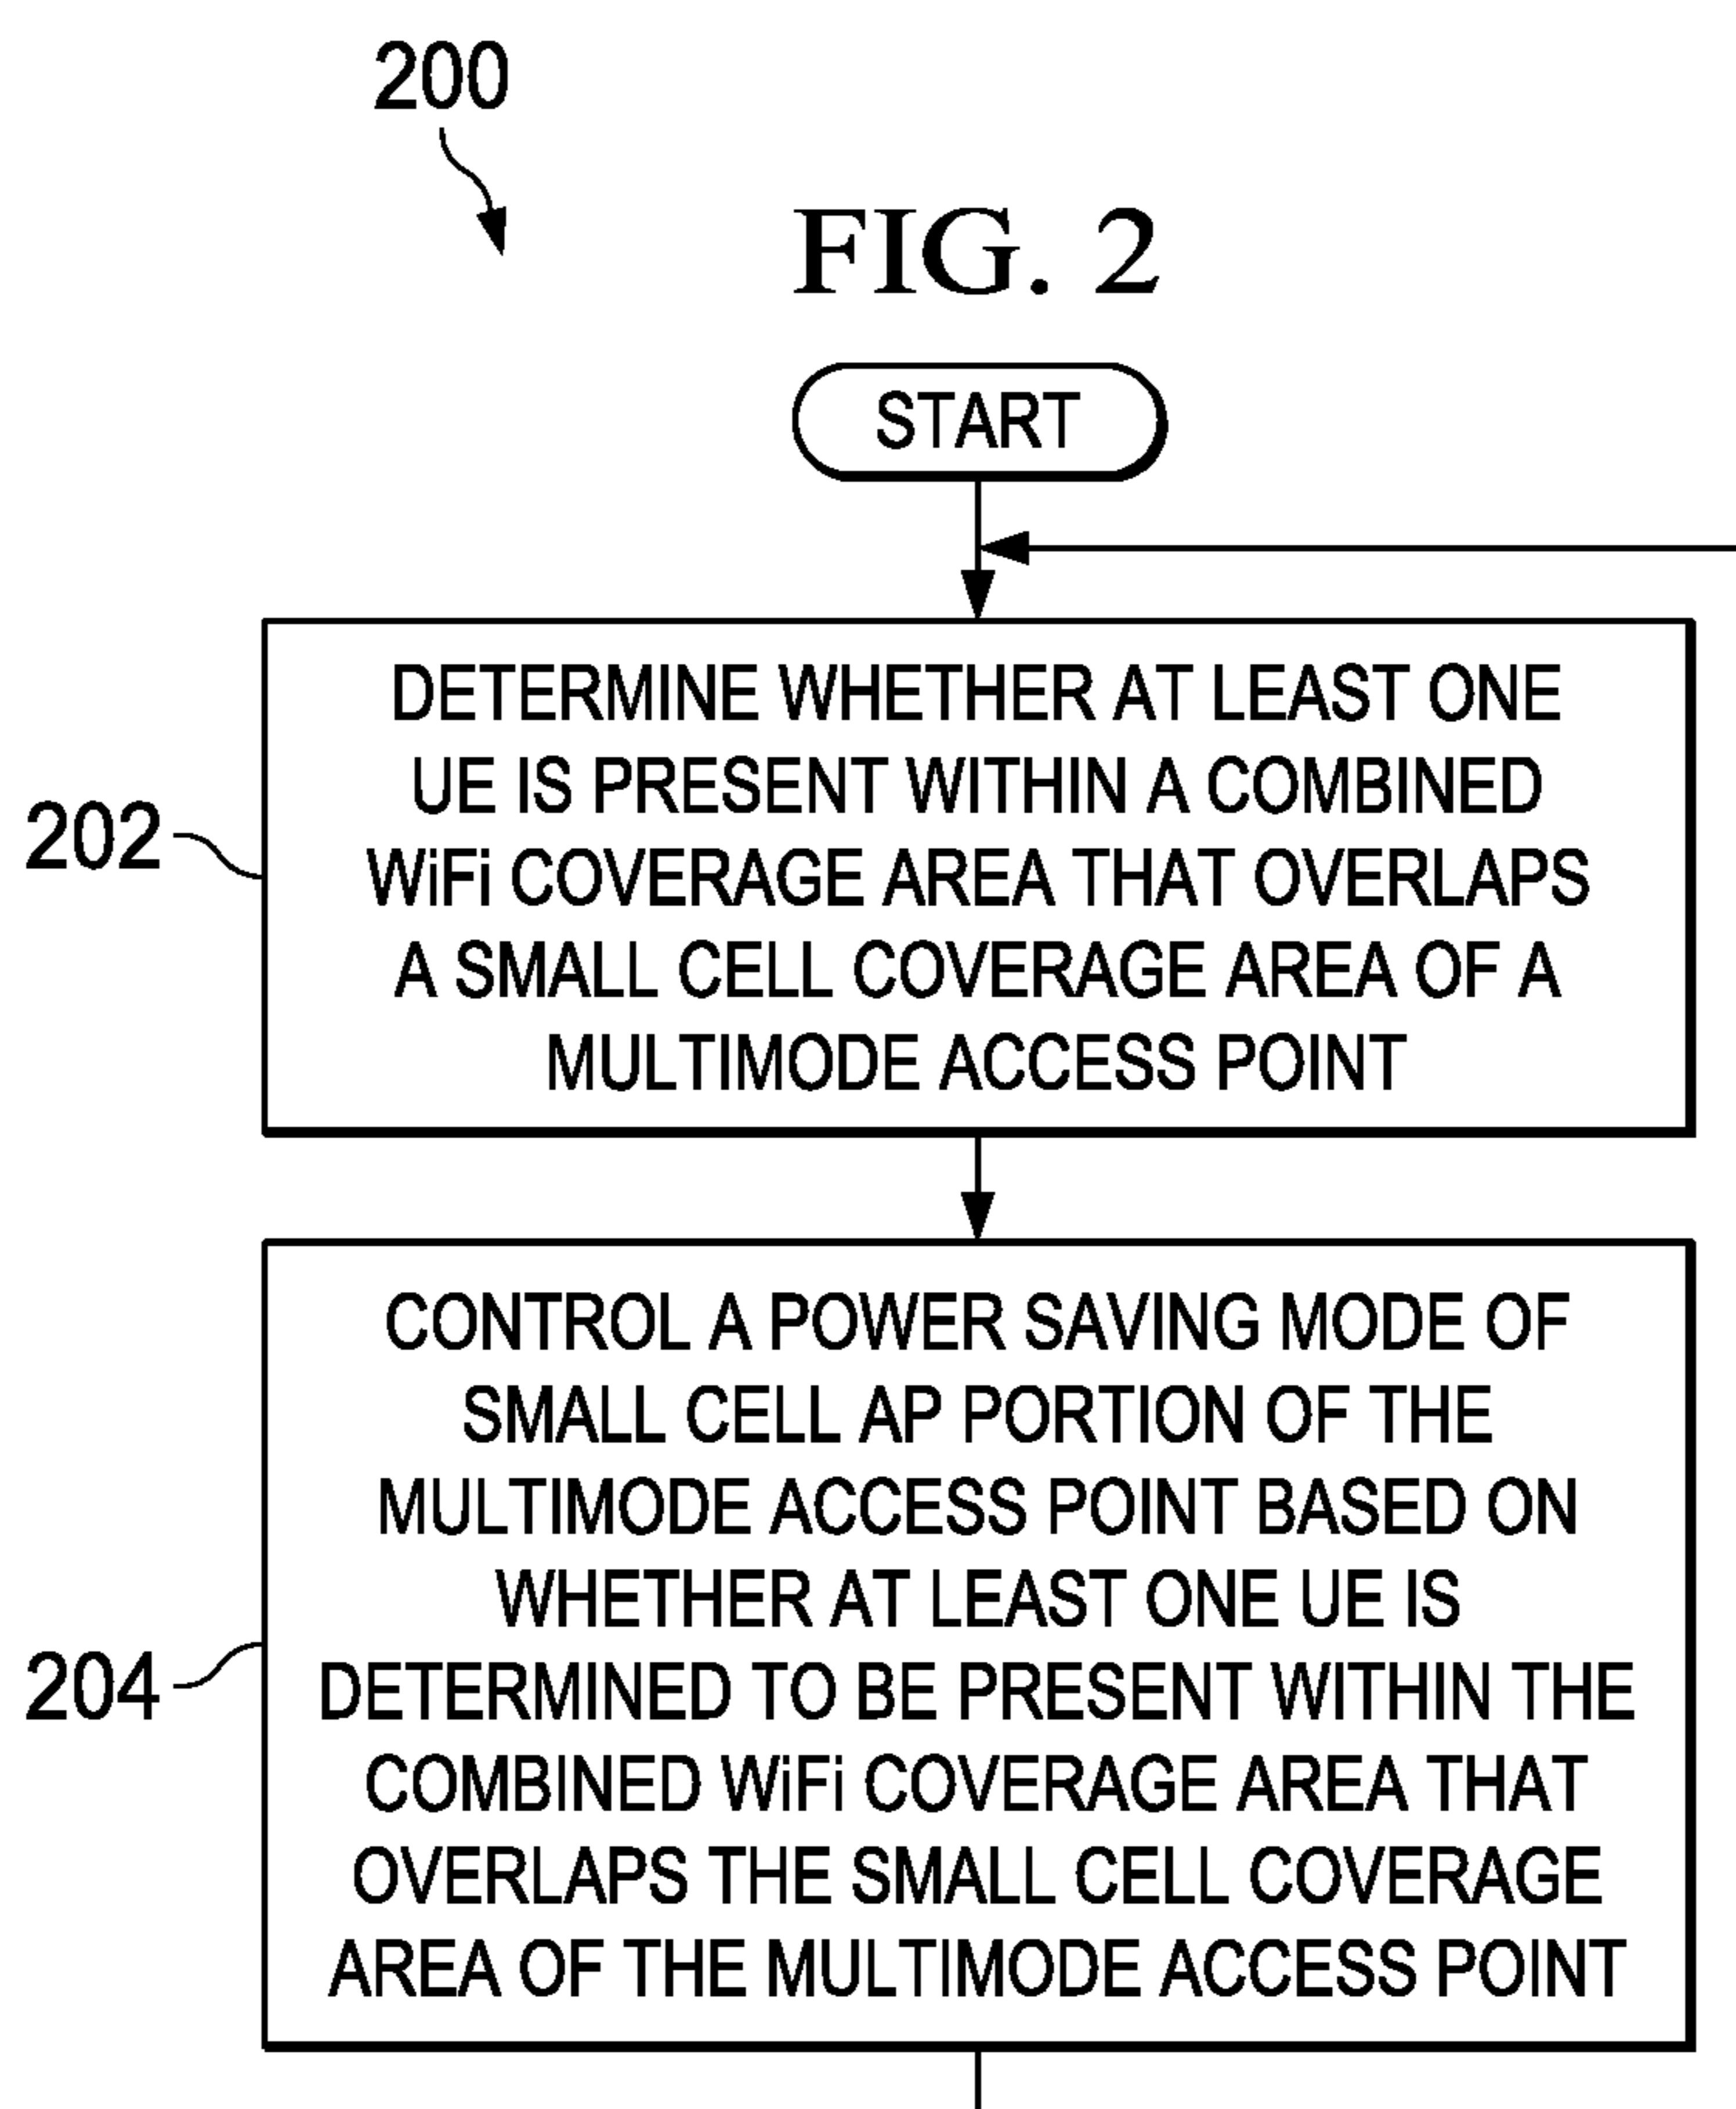 200
FIG. 2
START
DETERMINE WHETHER AT LEAST ONE
UE IS PRESENT WITHIN A COMBINED
WiFi COVERAGE AREA THAT OVERLAPS
A SMALL CELL COVERAGE AREA OF A
MULTIMODE ACCESS POINT
202
CONTROL A POWER SAVING MODE OF
SMALL CELL AP PORTION OF THE
MULTIMODE ACCESS POINT BASED ON
WHETHER AT LEAST ONE UE IS
DETERMINED TO BE PRESENT WITHIN THE
COMBINED WiFi COVERAGE AREA THAT
OVERLAPS THE SMALL CELL COVERAGE
AREA OF THE MULTIMODE ACCESS POINT
204